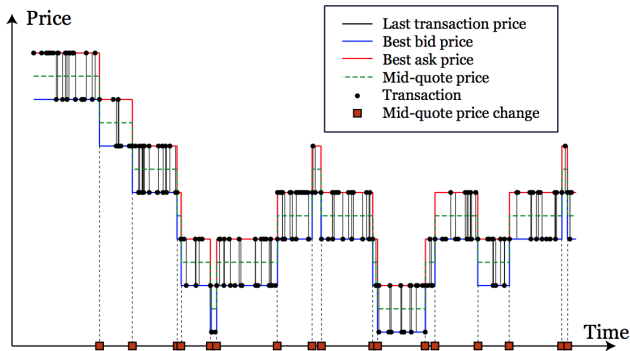 Price
Last transaction price
Best bid price
Best ask price
Mid-quote price
Transaction
Mid-quote price change
Time